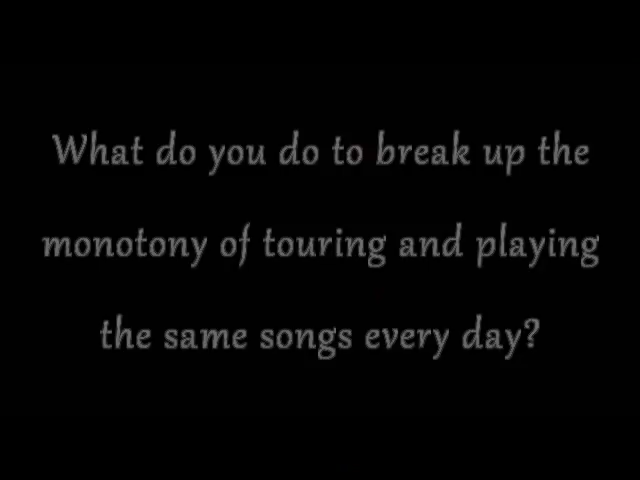 What do you do to break up the
monotony of touring and playing
the same songs every day?